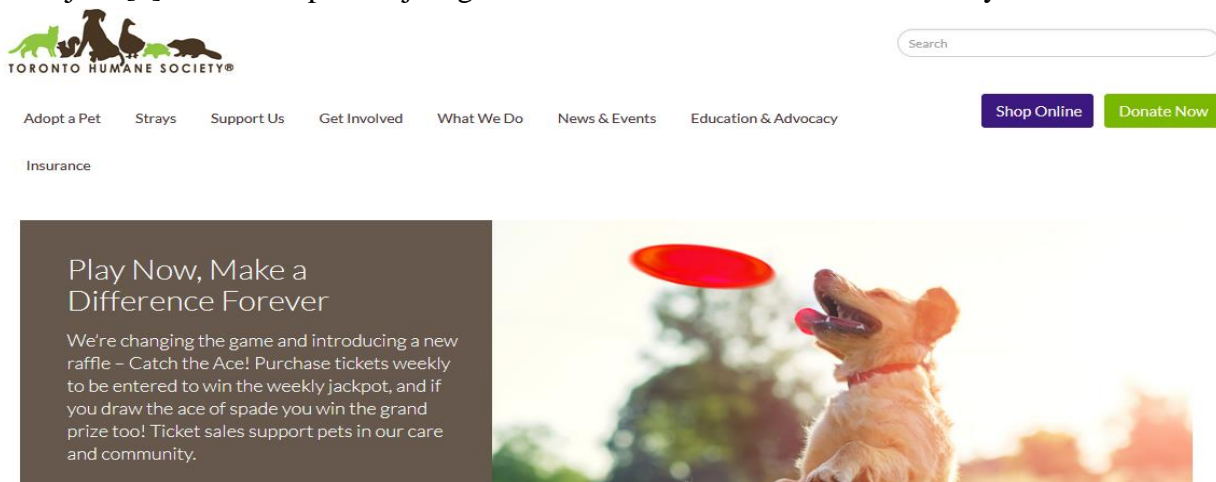 TORONTO HUMANE SOCIETY®
Search
Adopt a Pet Strays Support Us Get Involved What We Do News & Events Education & Advocacy
Shop Online Donate Now
Insurance
Play Now, Make a
Difference Forever
We're changing the game and introducing a new
raffle – Catch the Ace! Purchase tickets weekly
to be entered to win the weekly jackpot, and if
you draw the ace of spade you win the grand
prize too! Ticket sales support pets in our care
and community.